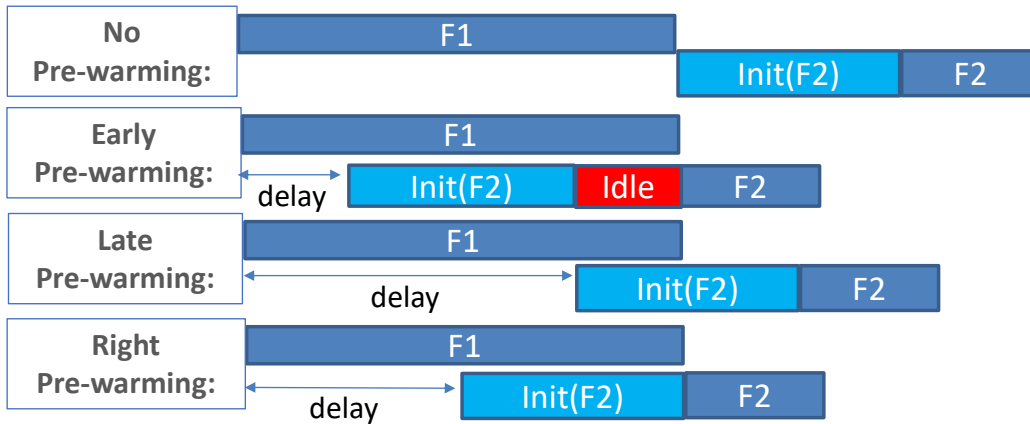 No
Pre-warming:
F1
Init(F2)
F2
Early
Pre-warming:
F1
delay
Init(F2)
Idle
F2
Late
Pre-warming:
F1
delay
Init(F2)
F2
Right
Pre-warming:
F1
delay
Init(F2)
F2